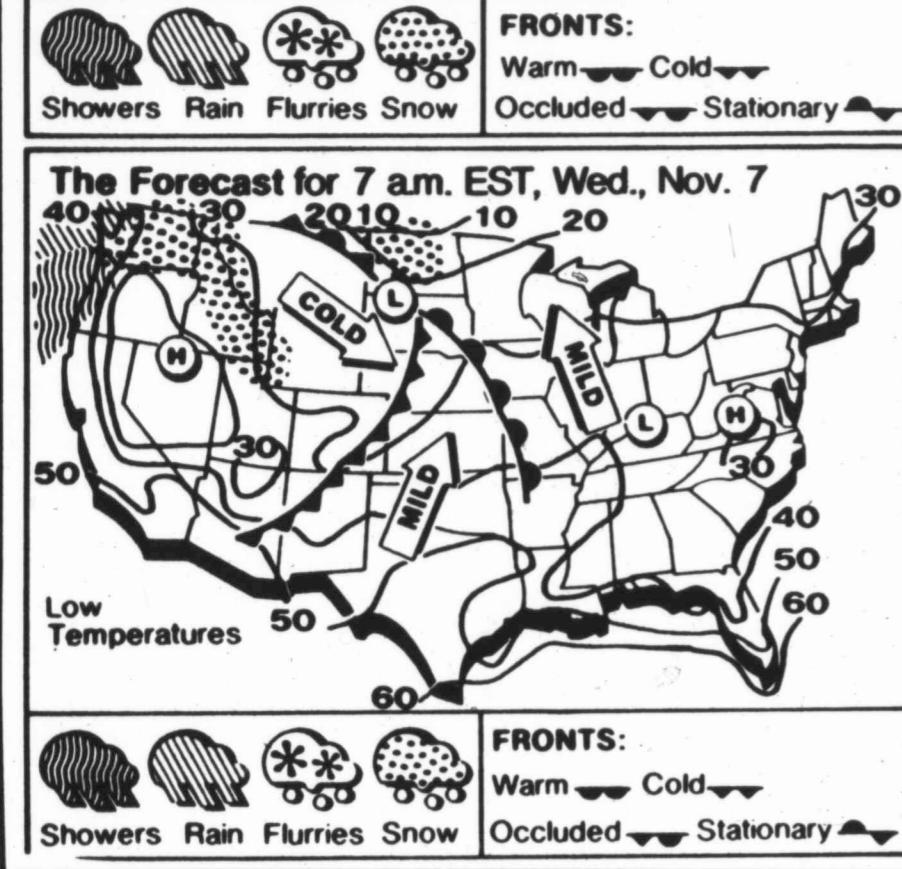 FRONTS:
Warm Cold
Showers Rain Flurries Snow
Occluded Stationary
The Forecast for 7 a.m. EST, Wed., Nov. 7
40 30 20 10 10 20 30
COLD
L
H
MILD
L
H
30
30
50
MILD
40
50
60
Low
Temperatures
50
60
FRONTS:
Warm Cold
Showers Rain Flurries Snow
Occluded Stationary